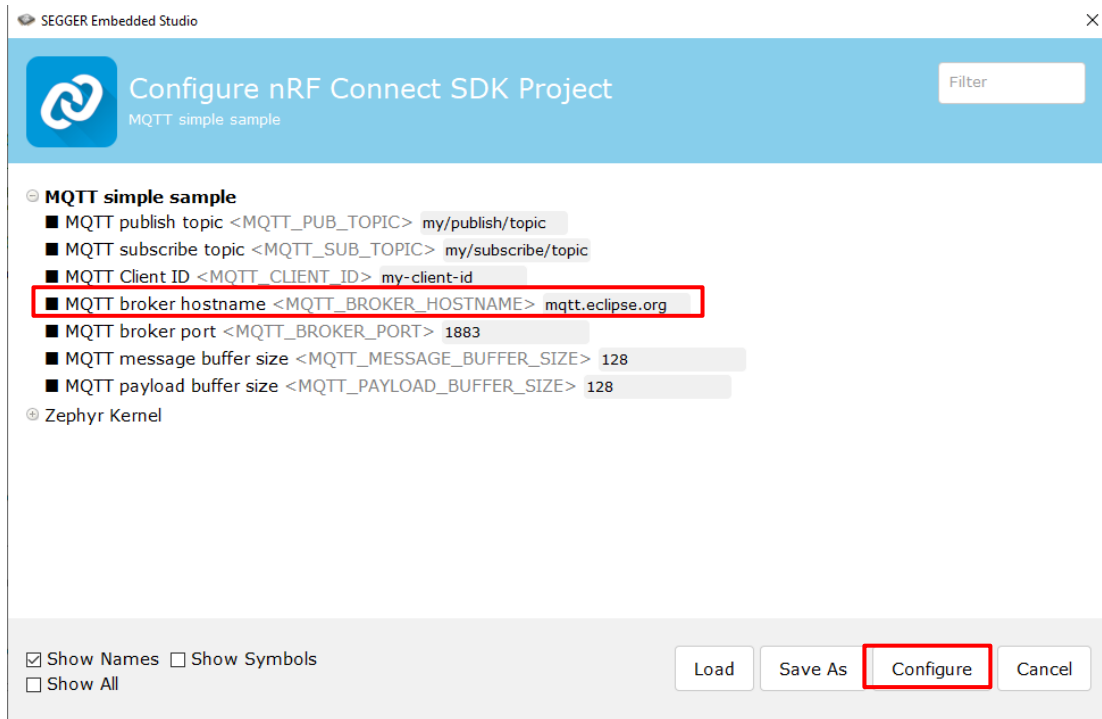 SEGGER Embedded Studio
Configure nRF Connect SDK Project
Filter
MQTT simple sample
MQTT simple sample
MQTT publish topic <MQTT_PUB_TOPIC> my/publish/topic
MQTT subscribe topic <MQTT_SUB_TOPIC> my/subscribe/topic
MQTT Client ID <MQTT_CLIENT_ID> my-client-id
MQTT broker hostname <MQTT_BROKER_HOSTNAME> mqtt.eclipse.org
MQTT broker port <MQTT_BROKER_PORT> 1883
MQTT message buffer size <MQTT_MESSAGE_BUFFER_SIZE> 128
MQTT payload buffer size <MQTT_PAYLOAD_BUFFER_SIZE> 128
Zephyr Kernel
Show Names Show Symbols
Show All
Load Save As Configure Cancel